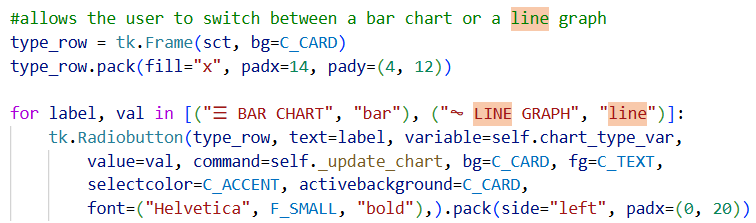 #allows the user to switch between a bar chart or a line graph
type_row = tk.Frame(sct, bg=C_CARD)
type_row.pack(fill="x", padx=14, pady=(4, 12))
for label, val in [("☰ BAR CHART", "bar"), ("⏦ LINE GRAPH", "line")]:
tk.Radiobutton(type_row, text=label, variable=self.chart_type_var,
value=val, command=self._update_chart, bg=C_CARD, fg=C_TEXT,
selectcolor=C_ACCENT, activebackground=C_CARD,
font=("Helvetica", F_SMALL, "bold"),).pack(side="left", padx=(0, 20))